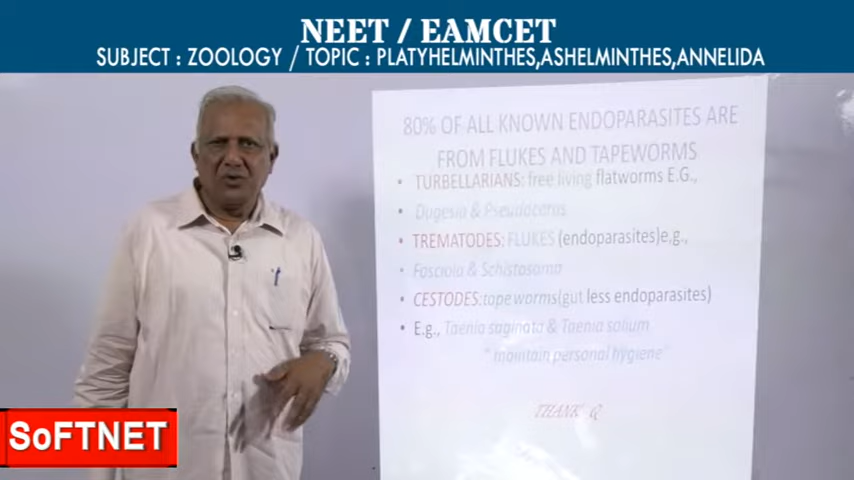 NEET / EAMCET
SUBJECT : ZOOLOGY / TOPIC : PLATYHELMINTHES,ASHELMINTHES,ANNELIDA
80% OF ALL KNOWN ENDOPARASITES ARE
FROM FLUKES AND TAPEWORMS
• TURBELLARIANS: free living flatworms E.G.,
• Dugesia & Pseudoceros
• TREMATODES: FLUKES (endoparasites)e,g.,
• Fasciola & Schistosoma
• CESTODES:tape worms(gut less endoparasites)
• E.g., Taenia saginata & Taenia solium
* maintain personal hygiene
THANK Q
SoFTNET